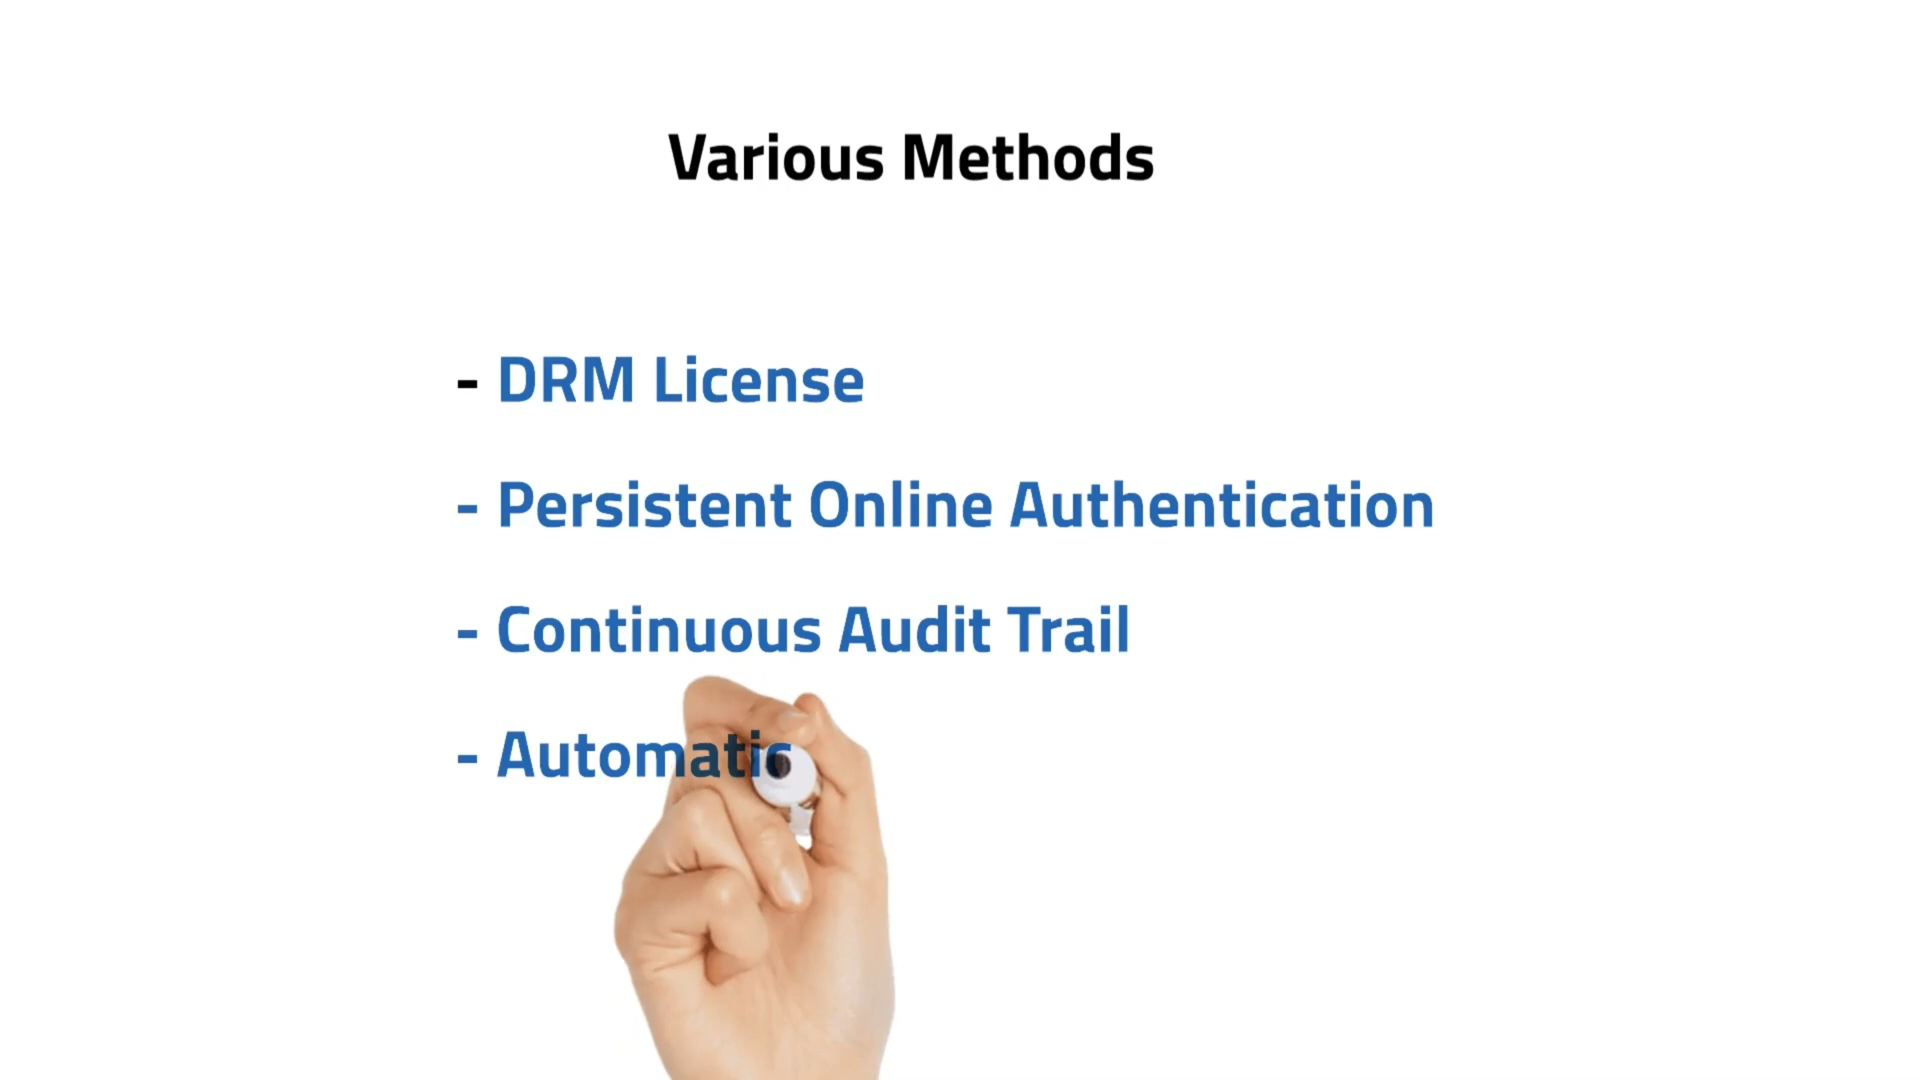 Various Methods
- DRM License
- Persistent Online Authentication
- Continuous Audit Trail
- Automatic